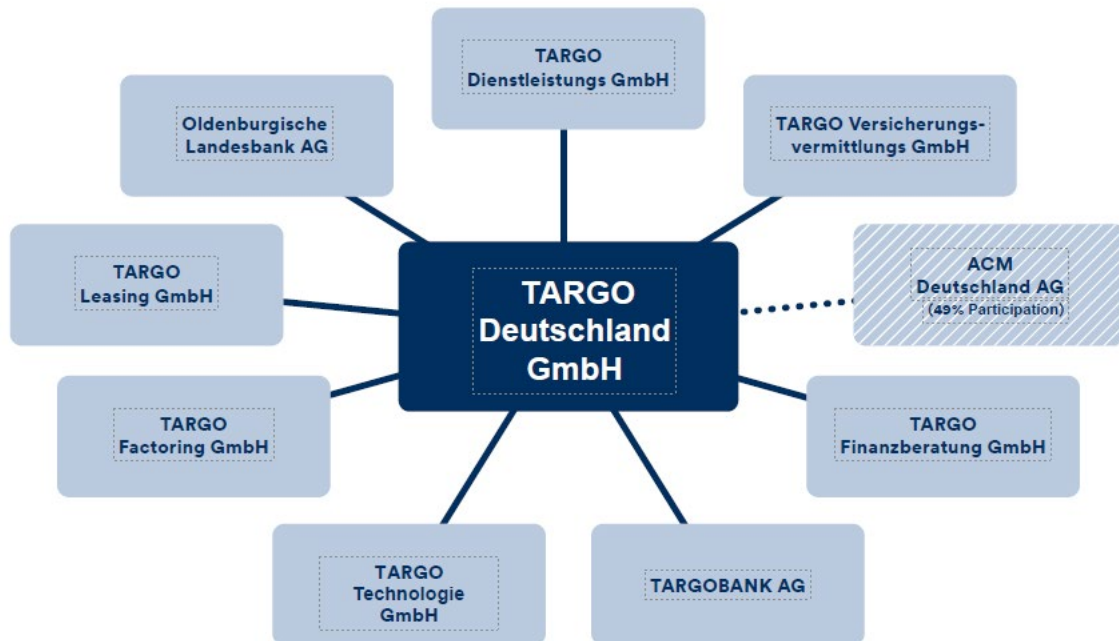 TARGO
Dienstleistungs GmbH
Oldenburgische
Landesbank AG
TARGO Versicherungs-
vermittlungs GmbH
TARGO
Leasing GmbH
TARGO
Deutschland
GmbH
ACM
Deutschland AG
(49% Participation)
TARGO
Factoring GmbH
TARGO
Finanzberatung GmbH
TARGO
Technologie
GmbH
TARGOBANK AG